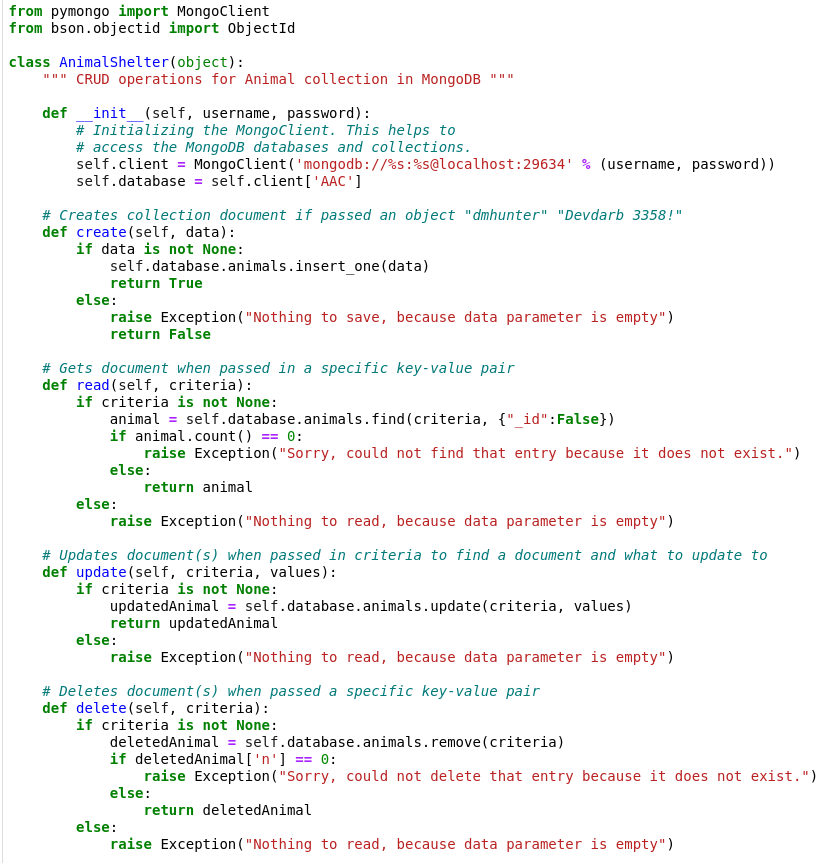 from pymongo import MongoClient
from bson.objectid import ObjectId
class AnimalShelter(object):
""" CRUD operations for Animal collection in MongoDB """
def __init__(self, username, password):
# Initializing the MongoClient. This helps to
# access the MongoDB databases and collections.
self.client = MongoClient('mongodb://%s:%s@localhost:29634' % (username, password))
self.database = self.client['AAC']
# Creates collection document if passed an object "dmhunter" "Devdarb 3358!"
def create(self, data):
if data is not None:
self.database.animals.insert_one(data)
return True
else:
raise Exception("Nothing to save, because data parameter is empty")
return False
# Gets document when passed in a specific key-value pair
def read(self, criteria):
if criteria is not None:
animal = self.database.animals.find(criteria, {"_id":False})
if animal.count() == 0:
raise Exception("Sorry, could not find that entry because it does not exist.")
else:
return animal
else:
raise Exception("Nothing to read, because data parameter is empty")
# Updates document(s) when passed in criteria to find a document and what to update to
def update(self, criteria, values):
if criteria is not None:
updatedAnimal = self.database.animals.update(criteria, values)
return updatedAnimal
else:
raise Exception("Nothing to read, because data parameter is empty")
# Deletes document(s) when passed a specific key-value pair
def delete(self, criteria):
if criteria is not None:
deletedAnimal = self.database.animals.remove(criteria)
if deletedAnimal['n'] == 0:
raise Exception("Sorry, could not delete that entry because it does not exist.")
else:
return deletedAnimal
else:
raise Exception("Nothing to read, because data parameter is empty")